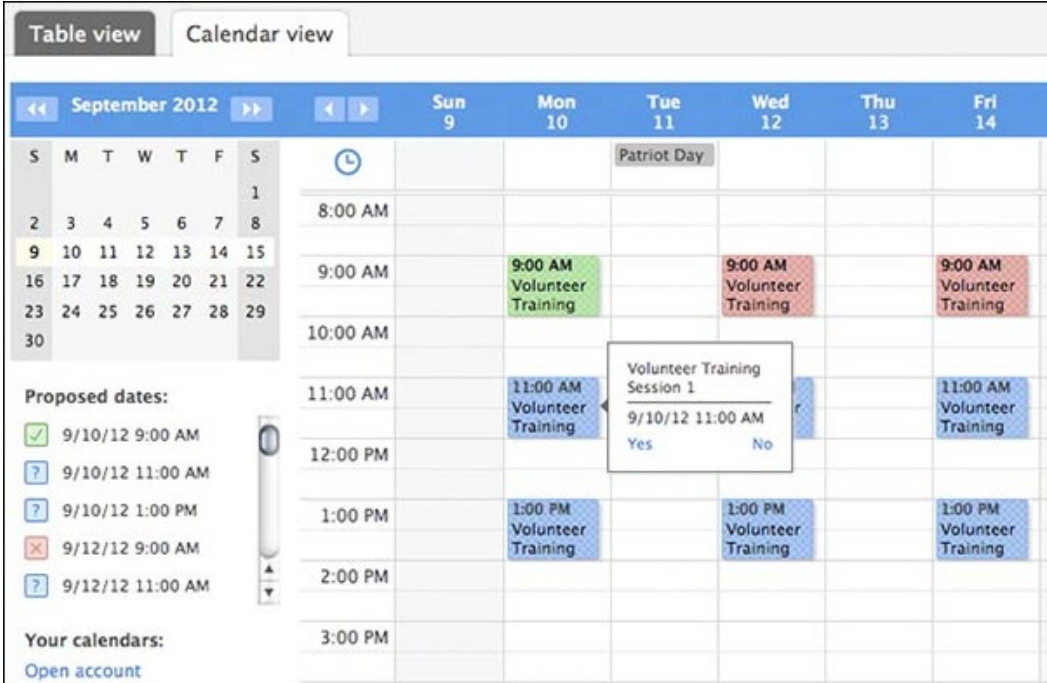 Table view
Calendar view
September 2012
Sun
9
Mon
10
Tue
11
Wed
12
Thu
13
Fri
14
S M T W T F S
1
2 3 4 5 6 7 8
9 10 11 12 13 14 15
16 17 18 19 20 21 22
23 24 25 26 27 28 29
30
Proposed dates:
9/10/12 9:00 AM
9/10/12 11:00 AM
9/10/12 1:00 PM
9/12/12 9:00 AM
9/12/12 11:00 AM
Your calendars:
Open account
Patriot Day
8:00 AM
9:00 AM
9:00 AM
Volunteer
Training
9:00 AM
Volunteer
Training
9:00 AM
Volunteer
Training
10:00 AM
11:00 AM
11:00 AM
Volunteer
Training
Volunteer Training
Session 1
9/10/12 11:00 AM
Yes No
11:00 AM
Volunteer
Training
12:00 PM
1:00 PM
1:00 PM
Volunteer
Training
1:00 PM
Volunteer
Training
1:00 PM
Volunteer
Training
2:00 PM
3:00 PM